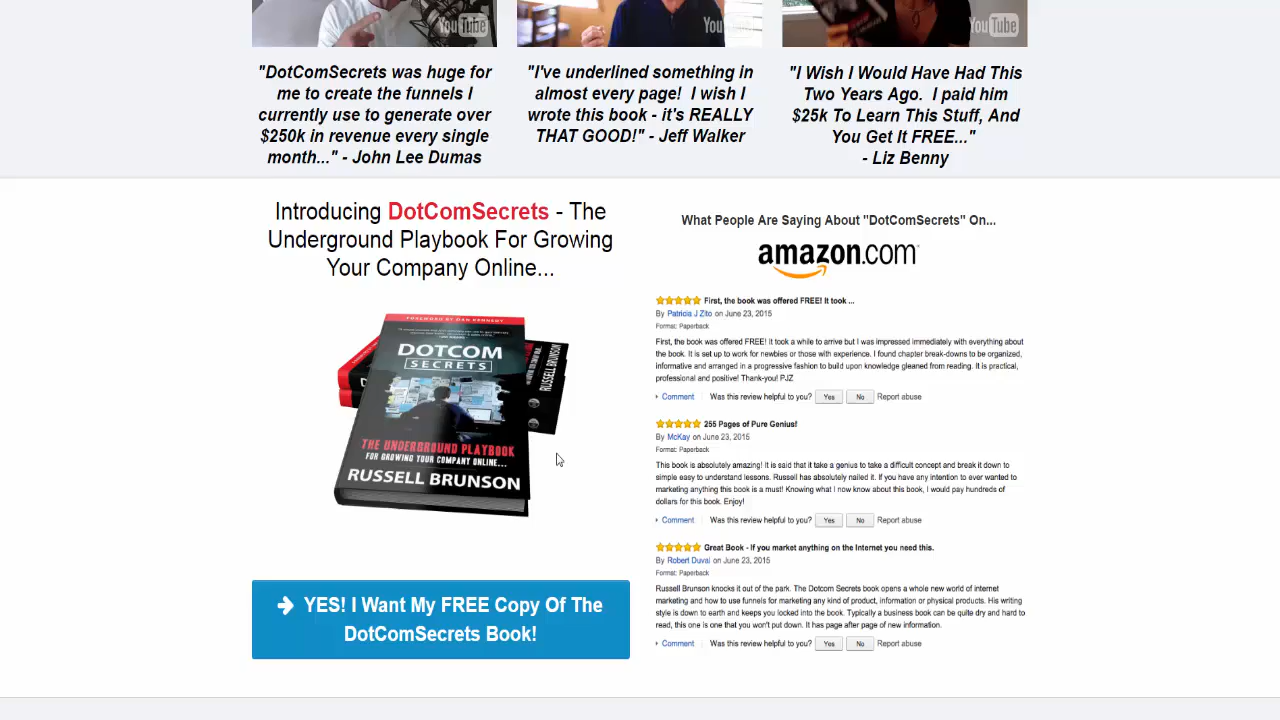 YouTube
YouTube
YouTube
"DotComSecrets was huge for
me to create the funnels I
currently use to generate over
$250k in revenue every single
month..." - John Lee Dumas
"I've underlined something in
almost every page!  I wish I
wrote this book - it's REALLY
THAT GOOD!" - Jeff Walker
"I Wish I Would Have Had This
Two Years Ago.  I paid him
$25k To Learn This Stuff, And
You Get It FREE..."
- Liz Benny
Introducing DotComSecrets - The
Underground Playbook For Growing
Your Company Online...
FOREWORD BY DAN KENNEDY
DOTCOM
SECRETS
THE UNDERGROUND PLAYBOOK
FOR GROWING YOUR COMPANY ONLINE...
RUSSELL BRUNSON
RUSSELL BRUNSON
YES! I Want My FREE Copy Of The
DotComSecrets Book!
What People Are Saying About "DotComSecrets" On...
amazon.com
First, the book was offered FREE! It took ...
By Patricia J Zito on June 23, 2015
Format: Paperback
First, the book was offered FREE! It took a while to arrive but I was impressed immediately with everything about
the book. It is set up to work for newbies or those with experience. I found chapter break-downs to be organized,
informative and arranged in a progressive fashion to build upon knowledge gleaned from reading. It is practical,
professional and positive! Thank-you! PJZ
Comment Was this review helpful to you? Yes No Report abuse
255 Pages of Pure Genius!
By McKay on June 23, 2015
Format: Paperback
This book is absolutely amazing! It is said that it take a genius to take a difficult concept and break it down to
simple easy to understand lessons. Russell has absolutely nailed it. If you have any intention to ever wanted to
marketing anything this book is a must! Knowing what I now know about this book, I would pay hundreds of
dollars for this book. Enjoy!
Comment Was this review helpful to you? Yes No Report abuse
Great Book - If you market anything on the Internet you need this.
By Robert Duval on June 23, 2015
Format: Paperback
Russell Brunson knocks it out of the park. The Dotcom Secrets book opens a whole new world of internet
marketing and how to use funnels for marketing any kind of product, information or physical products. His writing
style is down to earth and keeps you locked into the book. Typically a business book can be quite dry and hard to
read, this one is one that you won't put down. It has page after page of new information.
Comment Was this review helpful to you? Yes No Report abuse